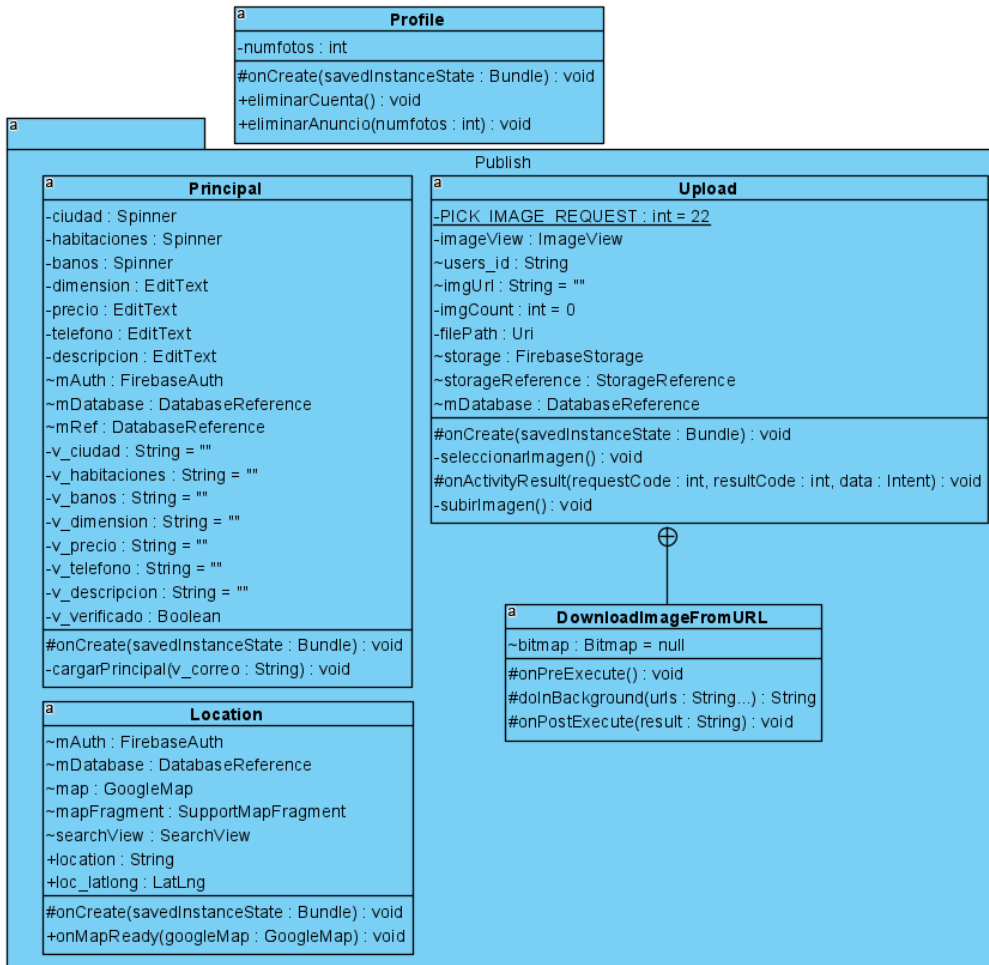 a
Profile
-numfotos : int
#onCreate(savedInstanceState : Bundle) : void
+eliminarCuenta() : void
+eliminarAnuncio(numfotos : int) : void
a
Publish
a
Principal
-ciudad : Spinner
-habitaciones : Spinner
-banos : Spinner
-dimension : EditText
-precio : EditText
-telefono : EditText
-descripcion : EditText
~mAuth : FirebaseAuth
~mDatabase : DatabaseReference
~mRef : DatabaseReference
-v_ciudad : String = ""
-v_habitaciones : String = ""
-v_banos : String = ""
-v_dimension : String = ""
-v_precio : String = ""
-v_telefono : String = ""
-v_descripcion : String = ""
-v_verificado : Boolean
#onCreate(savedInstanceState : Bundle) : void
-cargarPrincipal(v_correo : String) : void
a
Upload
-PICK_IMAGE_REQUEST : int = 22
-imageView : ImageView
~users_id : String
~imgUrl : String = ""
-imgCount : int = 0
-filePath : Uri
~storage : FirebaseStorage
~storageReference : StorageReference
~mDatabase : DatabaseReference
#onCreate(savedInstanceState : Bundle) : void
-seleccionarImagen() : void
#onActivityResult(requestCode : int, resultCode : int, data : Intent) : void
-subirImagen() : void
a
DownloadImageFromURL
~bitmap : Bitmap = null
#onPreExecute() : void
#doInBackground(urls : String...) : String
#onPostExecute(result : String) : void
a
Location
~mAuth : FirebaseAuth
~mDatabase : DatabaseReference
~map : GoogleMap
~mapFragment : SupportMapFragment
~searchView : SearchView
+location : String
+loc_latlong : LatLng
#onCreate(savedInstanceState : Bundle) : void
+onMapReady(googleMap : GoogleMap) : void